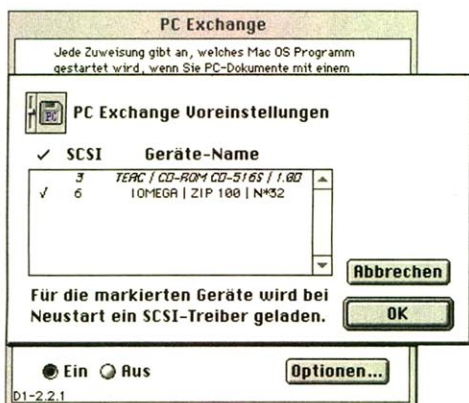 PC Exchange
Jede Zuweisung gibt an, welches Mac OS Programm
gestartet wird, wenn Sie PC-Dokumente mit einem
PC
PC Exchange Voreinstellungen
✓ SCSI Geräte-Name
3 TEAC | CD-ROM CD-516S | 1.0D
√ 6 IOMEGA | ZIP 100 | N*32
Abbrechen
Für die markierten Geräte wird bei
Neustart ein SCSI-Treiber geladen.
OK
Ein Aus Optionen...
D1-2.2.1